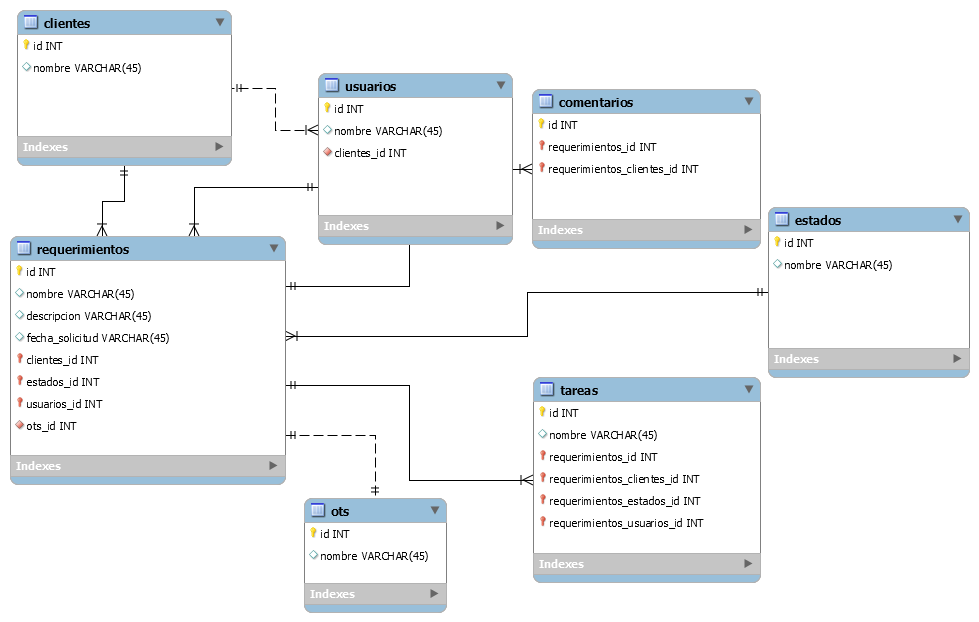 clientes
id INT
nombre VARCHAR(45)
Indexes
usuarios
id INT
nombre VARCHAR(45)
clientes_id INT
Indexes
comentarios
id INT
requerimientos_id INT
requerimientos_clientes_id INT
Indexes
estados
id INT
nombre VARCHAR(45)
Indexes
requerimientos
id INT
nombre VARCHAR(45)
descripcion VARCHAR(45)
fecha_solicitud VARCHAR(45)
clientes_id INT
estados_id INT
usuarios_id INT
ots_id INT
Indexes
tareas
id INT
nombre VARCHAR(45)
requerimientos_id INT
requerimientos_clientes_id INT
requerimientos_estados_id INT
requerimientos_usuarios_id INT
Indexes
ots
id INT
nombre VARCHAR(45)
Indexes